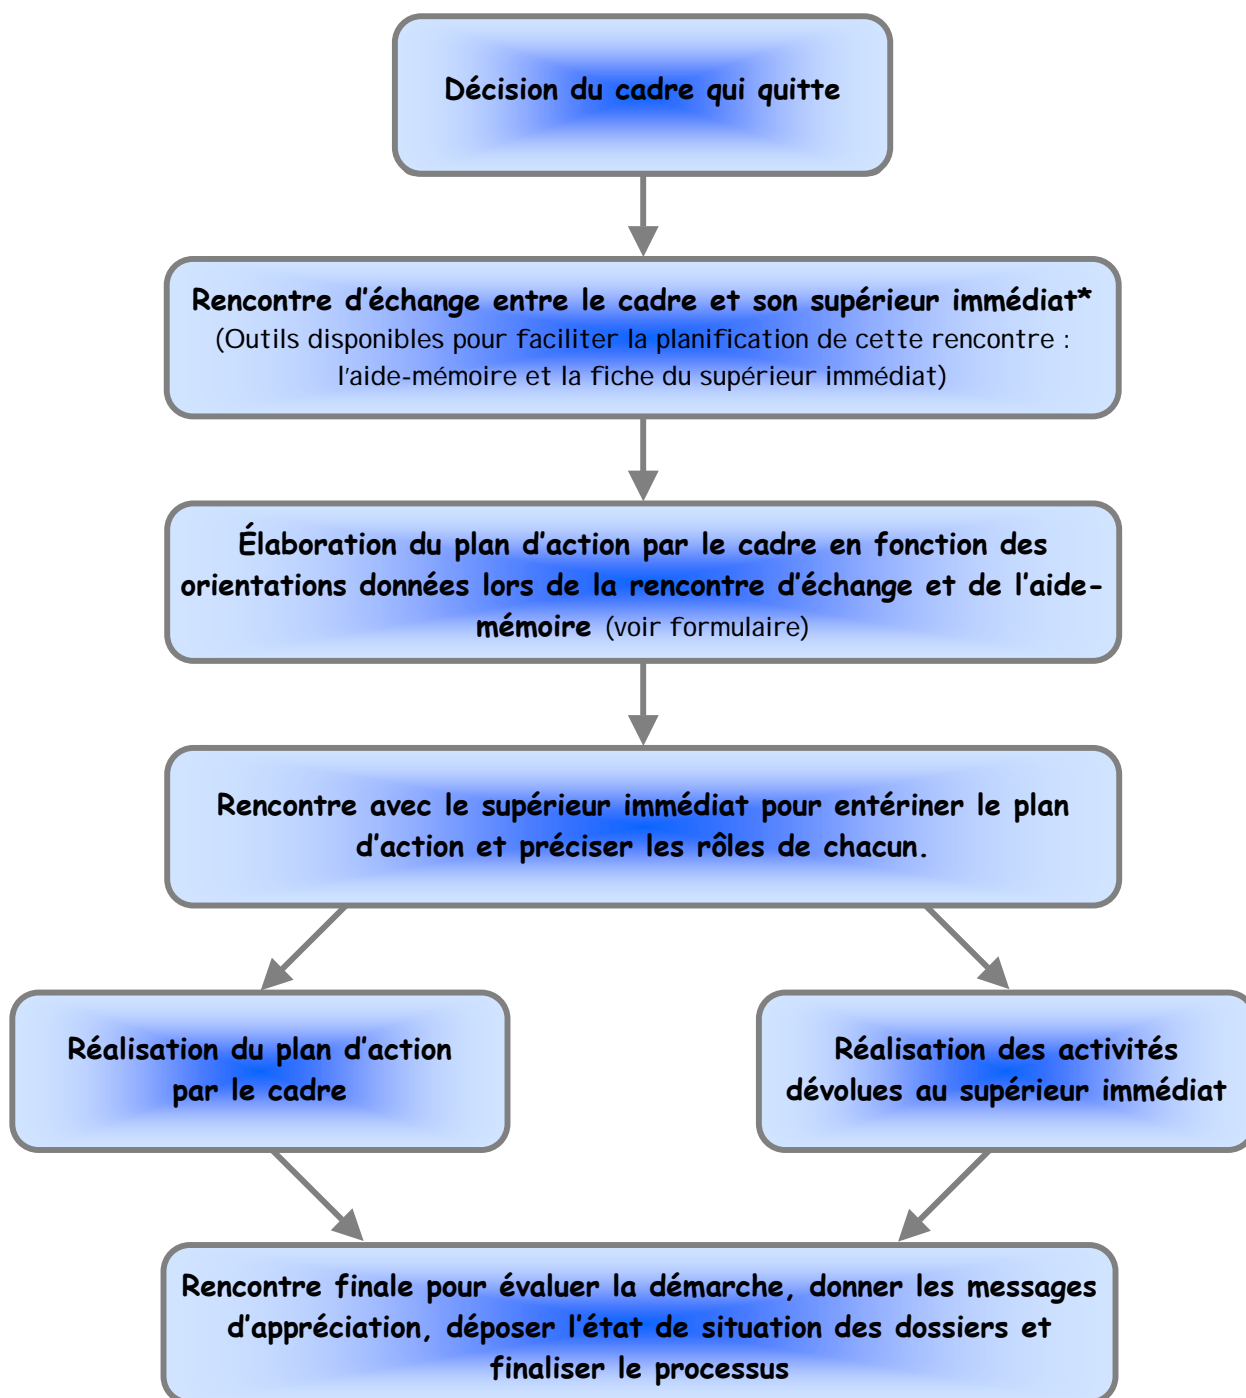 Décision du cadre qui quitte
Rencontre d'échange entre le cadre et son supérieur immédiat*
(Outils disponibles pour faciliter la planification de cette rencontre :
l'aide-mémoire et la fiche du supérieur immédiat)
Élaboration du plan d'action par le cadre en fonction des
orientations données lors de la rencontre d'échange et de l'aide-
mémoire (voir formulaire)
Rencontre avec le supérieur immédiat pour entériner le plan
d'action et préciser les rôles de chacun.
Réalisation du plan d'action
par le cadre
Réalisation des activités
dévolues au supérieur immédiat
Rencontre finale pour évaluer la démarche, donner les messages
d'appréciation, déposer l'état de situation des dossiers et
finaliser le processus